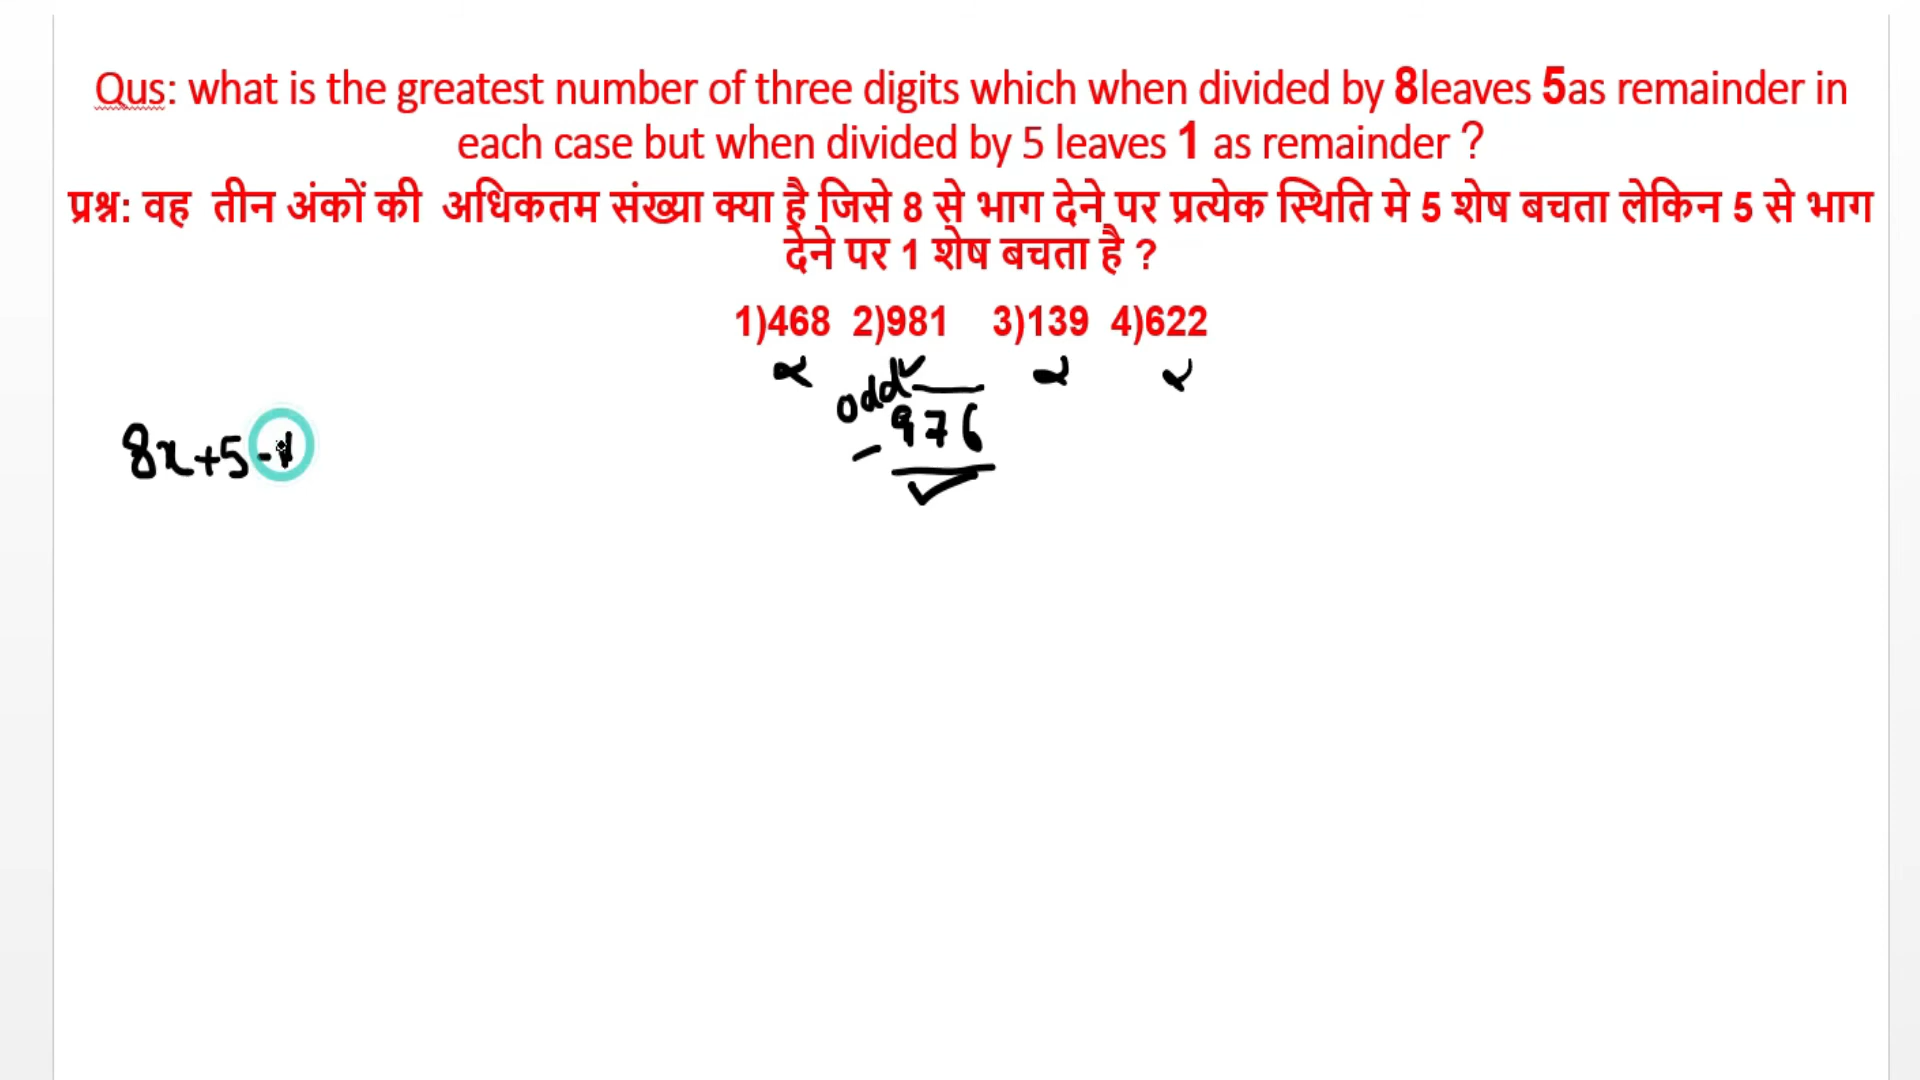 Qus: what is the greatest number of three digits which when divided by 8leaves 5as remainder in
each case but when divided by 5 leaves 1 as remainder ?
प्रश्न: वह तीन अंकों की अधिकतम संख्या क्या है जिसे 8 से भाग देने पर प्रत्येक स्थिति मे 5 शेष बचता लेकिन 5 से भाग
देने पर 1 शेष बचता है ?
1)468 2)981 3)139 4)622
odd
- 976
8x+5-1